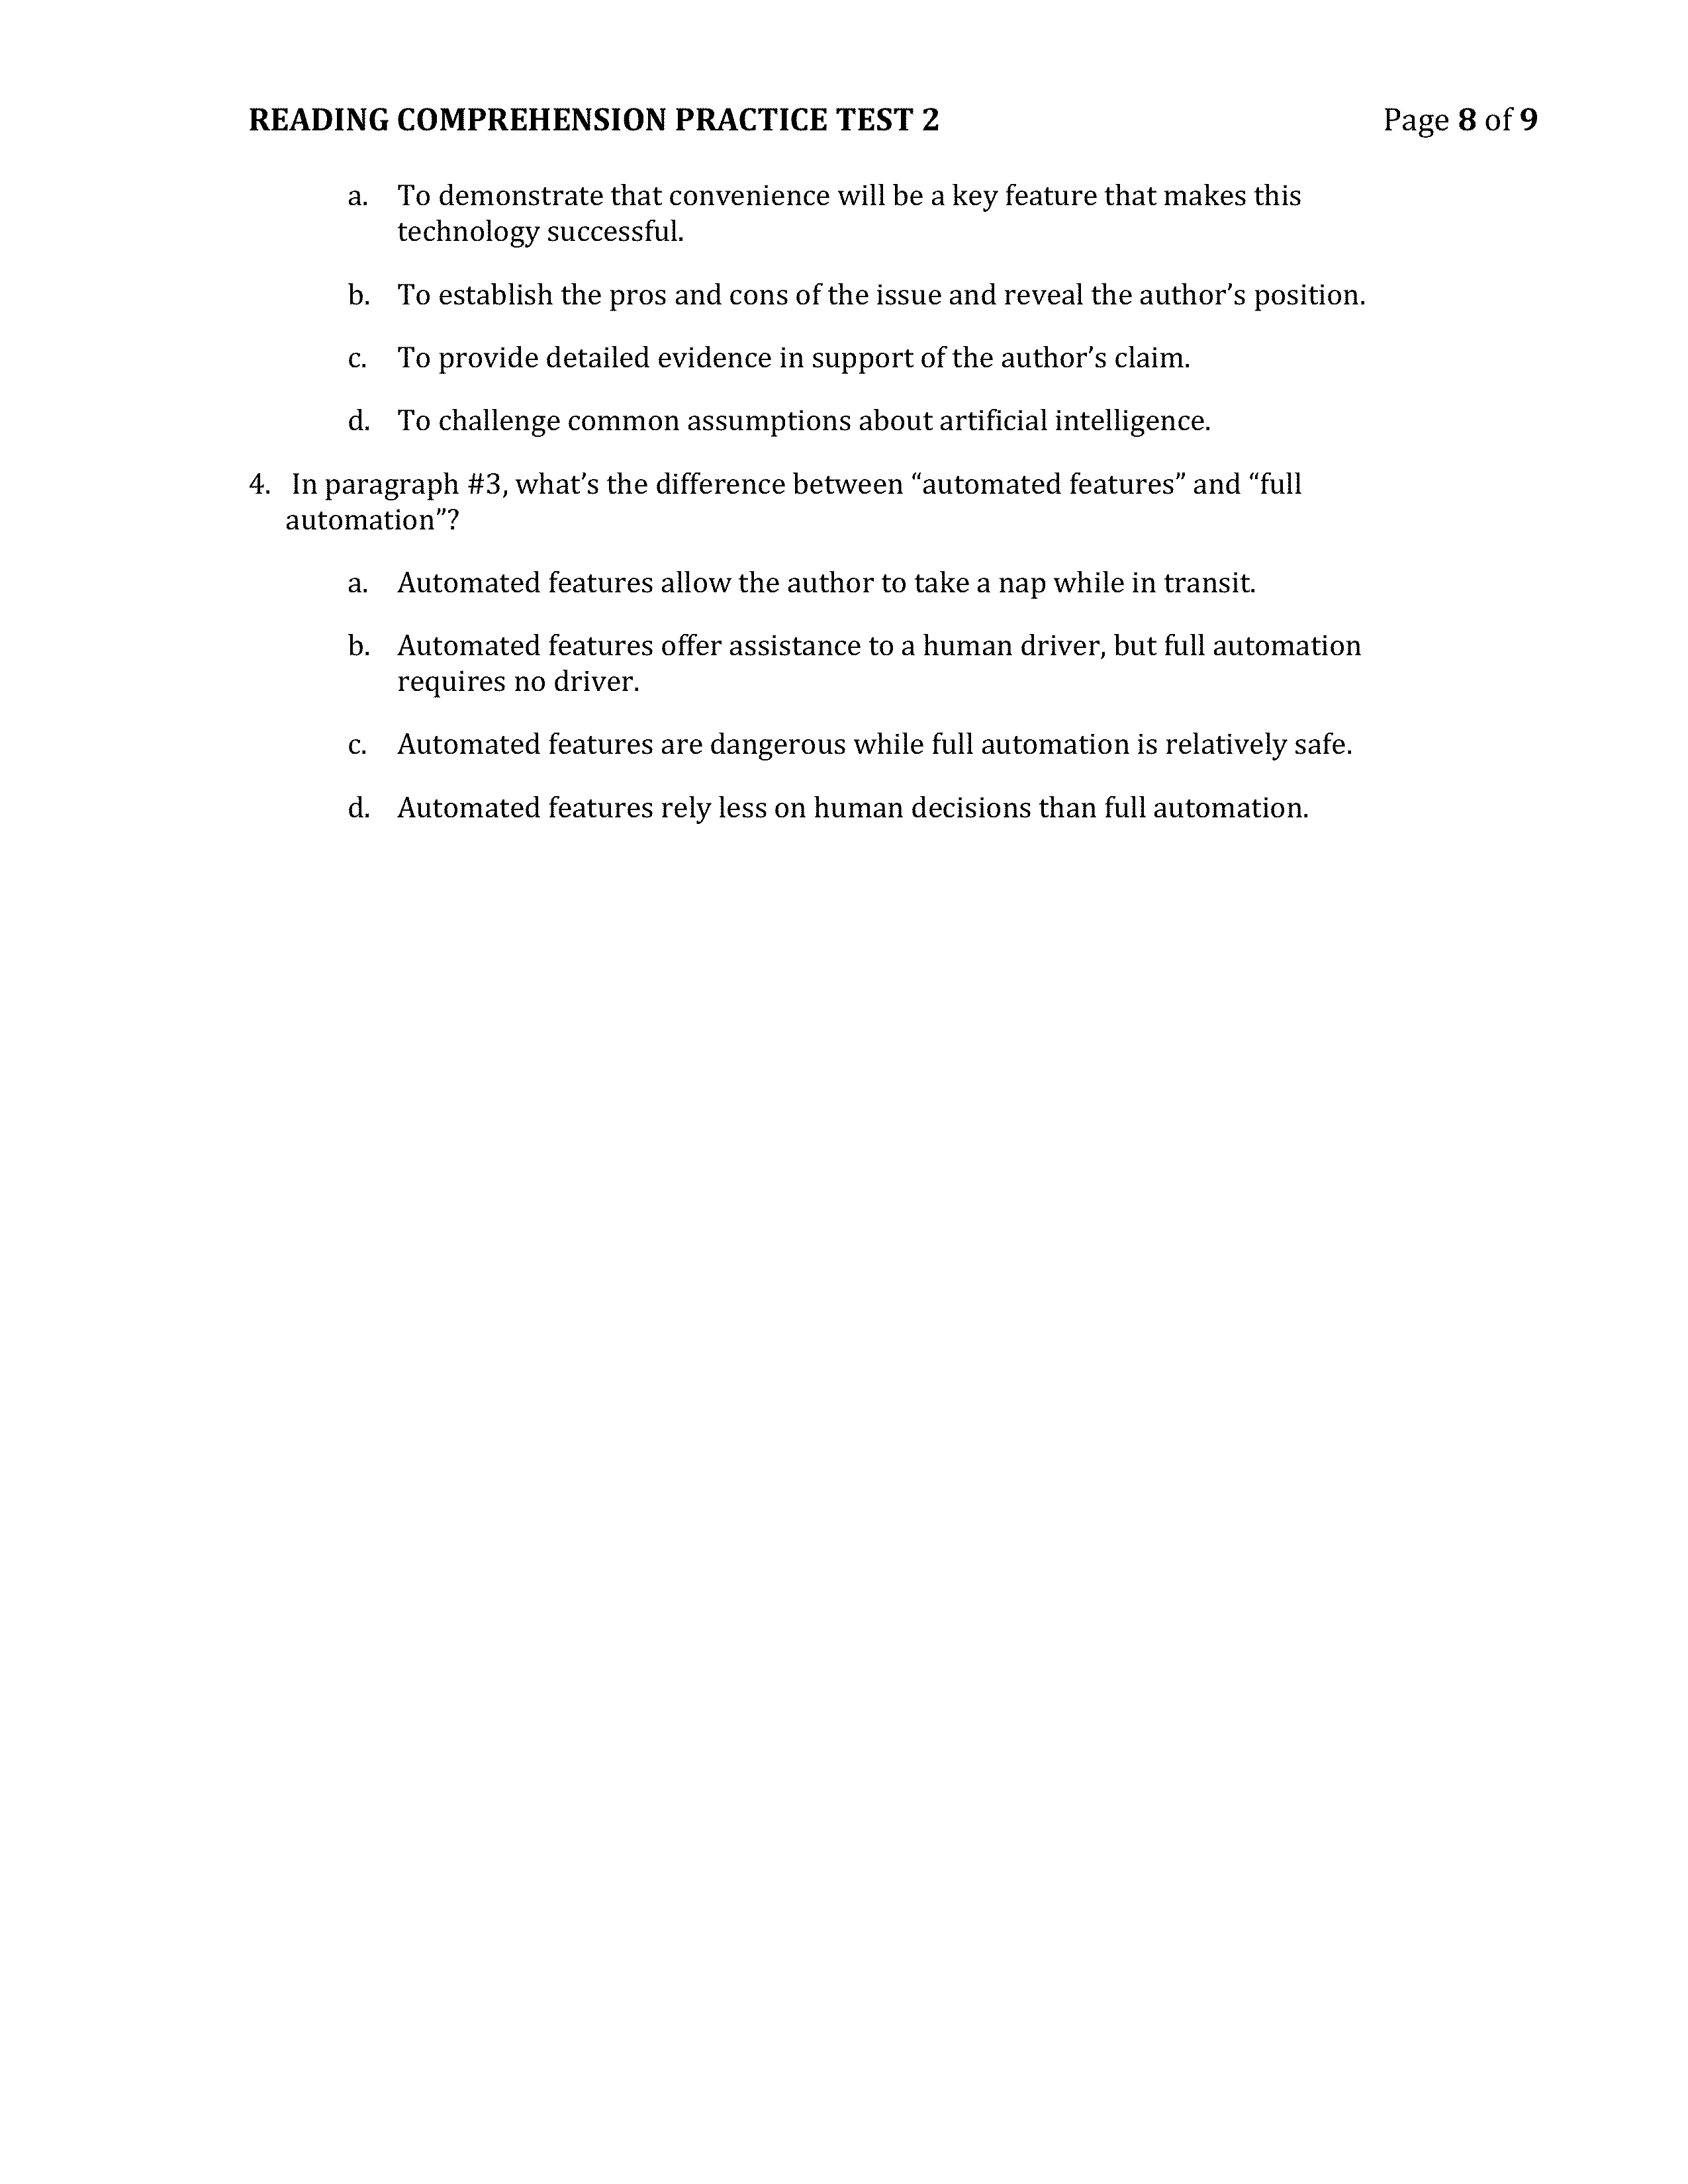 READING COMPREHENSION PRACTICE TEST 2 Page 8 of 9
a. To demonstrate that convenience will be a key feature that makes this
technology successful.
b. To establish the pros and cons of the issue and reveal the author’s position.
c. To provide detailed evidence in support of the author’s claim.
d. To challenge common assumptions about artificial intelligence.
4. In paragraph #3, what’s the difference between “automated features” and “full
automation”?
a. Automated features allow the author to take a nap while in transit.
b. Automated features offer assistance to a human driver, but full automation
requires no driver.
c. Automated features are dangerous while full automation is relatively safe.
d. Automated features rely less on human decisions than full automation.